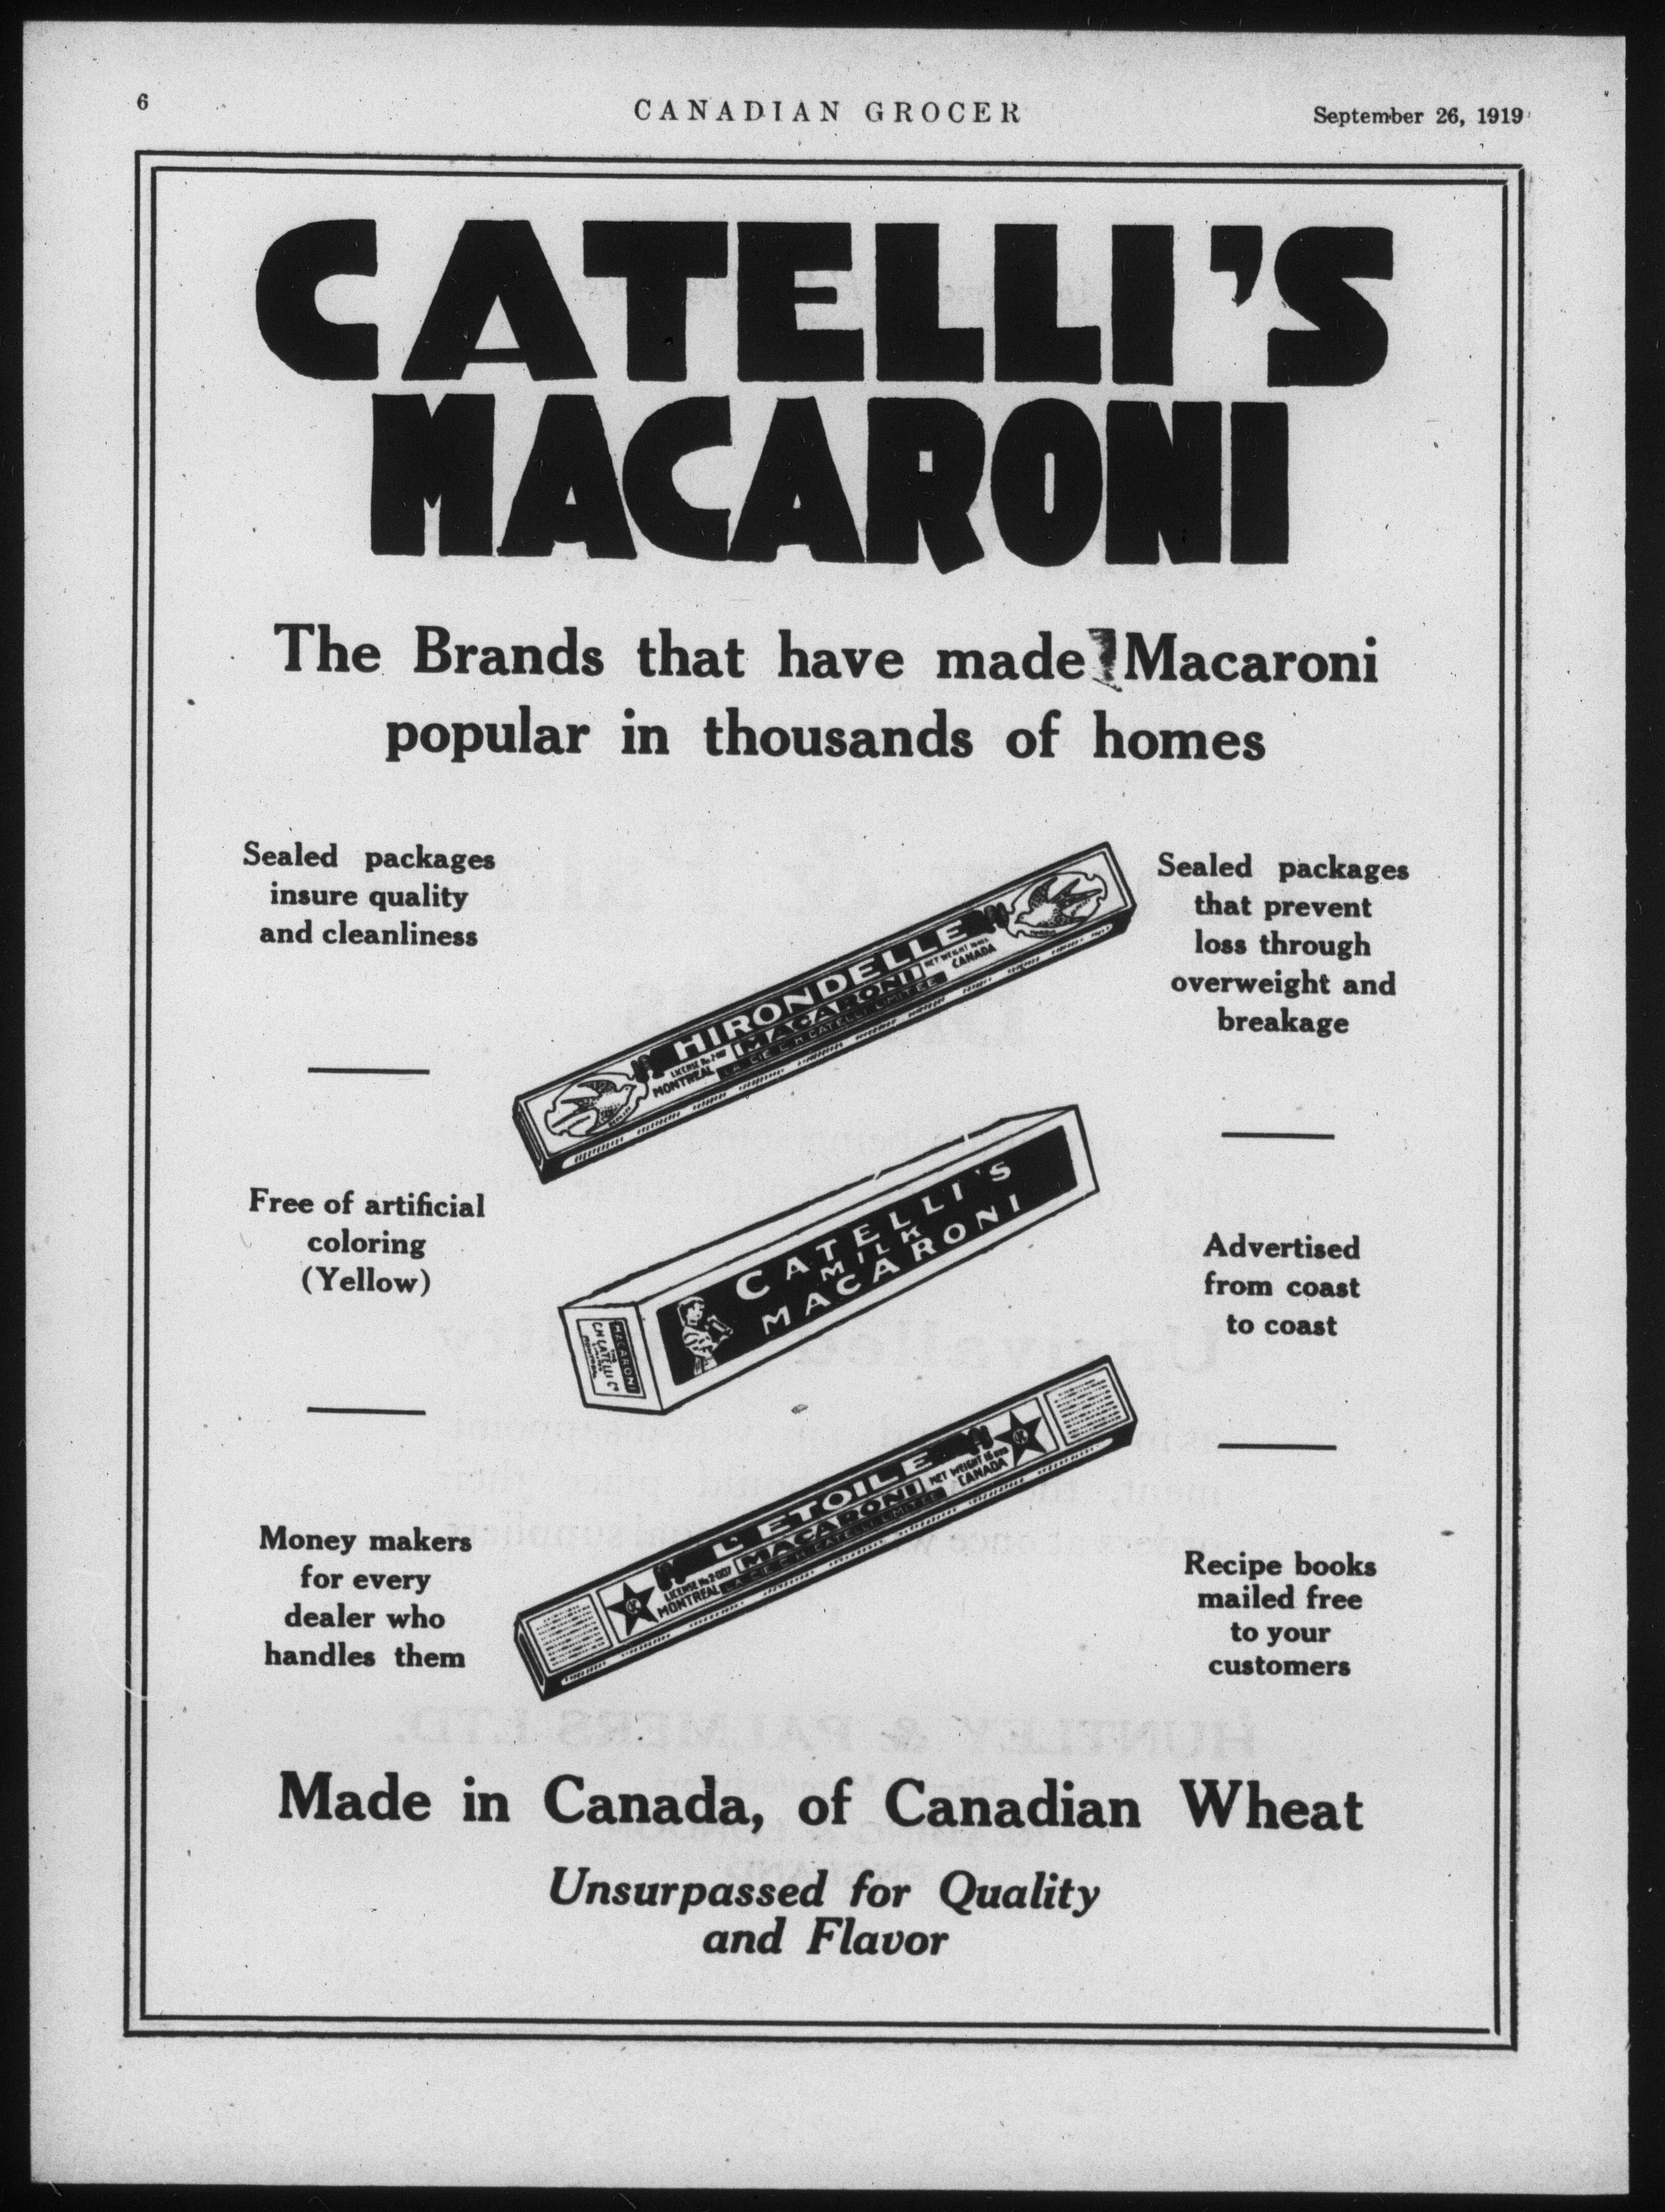 6
CANADIAN GROCER
September 26, 1919
CATELLI'S
MACARONI
The Brands that have made Macaroni
popular in thousands of homes
Sealed packages
insure quality
and cleanliness
Free of artificial
coloring
(Yellow)
Money makers
for every
dealer who
handles them
HIRONDELLE
MACARONI
MONTREAL
CANADA
CATELLI'S
MILK
MACARONI
MACARONI
L'ETOILE
MACARONI
NET WEIGHT 16 OZS
MONTREAL
CANADA
Sealed packages
that prevent
loss through
overweight and
breakage
Advertised
from coast
to coast
Recipe books
mailed free
to your
customers
Made in Canada, of Canadian Wheat
Unsurpassed for Quality
and Flavor